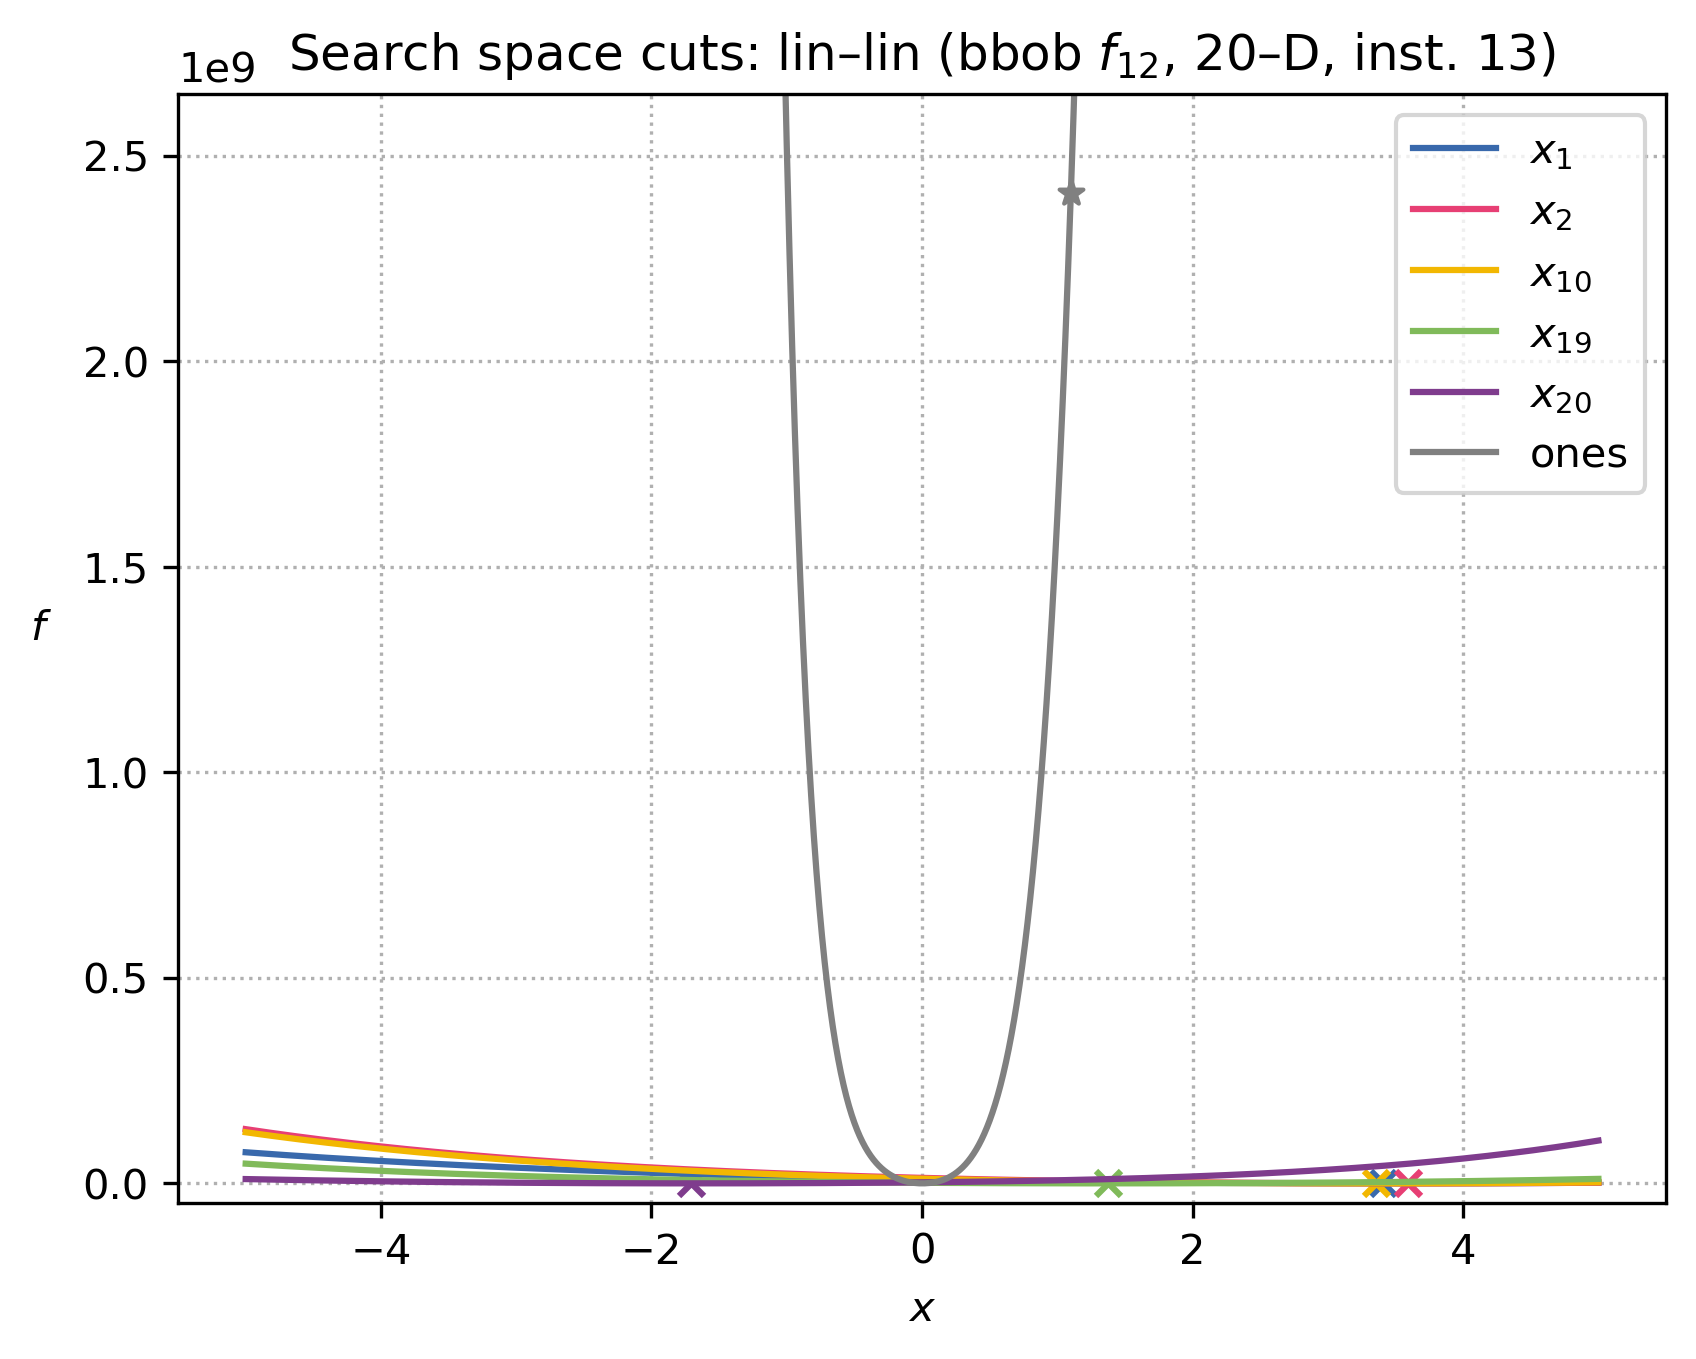 Search space cuts: lin–lin (bbob f12, 20–D, inst. 13)
1e9
2.5
2.0
1.5
1.0
0.5
0.0
f
−4
−2
0
2
4
x
x1
x2
x10
x19
x20
ones